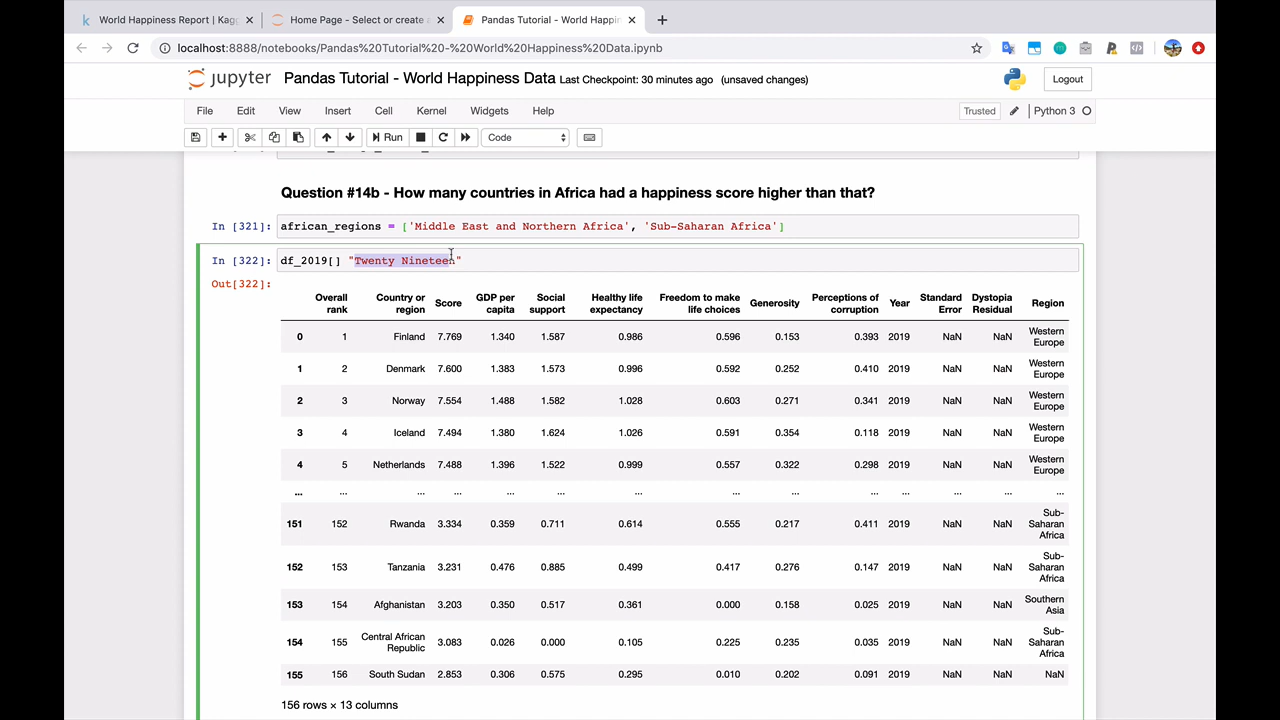 World Happiness Report | Kagg
Home Page - Select or create a
Pandas Tutorial - World Happin
localhost:8888/notebooks/Pandas%20Tutorial%20-%20World%20Happiness%20Data.ipynb
jupyter Pandas Tutorial - World Happiness Data Last Checkpoint: 30 minutes ago (unsaved changes)
Logout
File Edit View Insert Cell Kernel Widgets Help
Trusted Python 3
Run Code
Question #14b - How many countries in Africa had a happiness score higher than that?
In [321]: african_regions = ['Middle East and Northern Africa', 'Sub-Saharan Africa']
In [322]: df_2019[] "Twenty Nineteen"
Out[322]:
Overall rank Country or region Score GDP per capita Social support Healthy life expectancy Freedom to make life choices Generosity Perceptions of corruption Year Standard Error Dystopia Residual Region
0 1 Finland 7.769 1.340 1.587 0.986 0.596 0.153 0.393 2019 NaN NaN Western Europe
1 2 Denmark 7.600 1.383 1.573 0.996 0.592 0.252 0.410 2019 NaN NaN Western Europe
2 3 Norway 7.554 1.488 1.582 1.028 0.603 0.271 0.341 2019 NaN NaN Western Europe
3 4 Iceland 7.494 1.380 1.624 1.026 0.591 0.354 0.118 2019 NaN NaN Western Europe
4 5 Netherlands 7.488 1.396 1.522 0.999 0.557 0.322 0.298 2019 NaN NaN Western Europe
... ... ... ... ... ... ... ... ... ... ... ... ... ...
151 152 Rwanda 3.334 0.359 0.711 0.614 0.555 0.217 0.411 2019 NaN NaN Sub-Saharan Africa
152 153 Tanzania 3.231 0.476 0.885 0.499 0.417 0.276 0.147 2019 NaN NaN Sub-Saharan Africa
153 154 Afghanistan 3.203 0.350 0.517 0.361 0.000 0.158 0.025 2019 NaN NaN Southern Asia
154 155 Central African Republic 3.083 0.026 0.000 0.105 0.225 0.235 0.035 2019 NaN NaN Sub-Saharan Africa
155 156 South Sudan 2.853 0.306 0.575 0.295 0.010 0.202 0.091 2019 NaN NaN NaN
156 rows × 13 columns